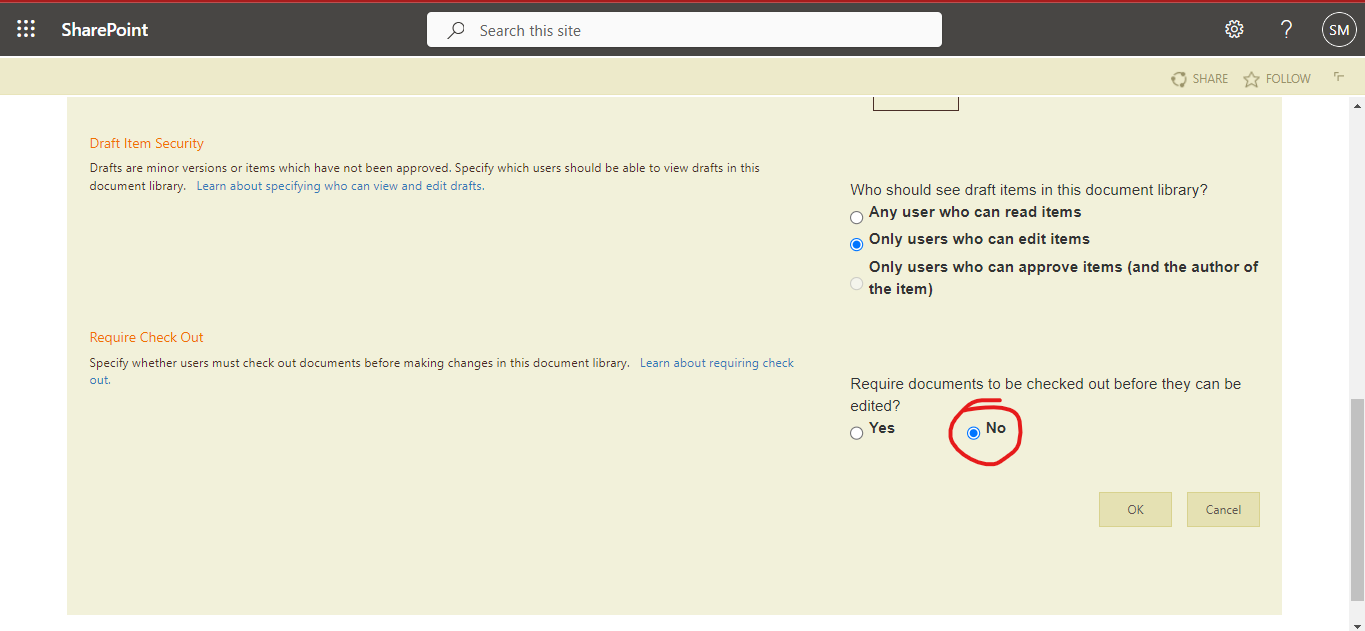 SharePoint
Search this site
?
SM
SHARE
FOLLOW
Draft Item Security
Drafts are minor versions or items which have not been approved. Specify which users should be able to view drafts in this
document library. Learn about specifying who can view and edit drafts.
Who should see draft items in this document library?
Any user who can read items
Only users who can edit items
Only users who can approve items (and the author of
the item)
Require Check Out
Specify whether users must check out documents before making changes in this document library. Learn about requiring check
out.
Require documents to be checked out before they can be
edited?
Yes
No
OK
Cancel